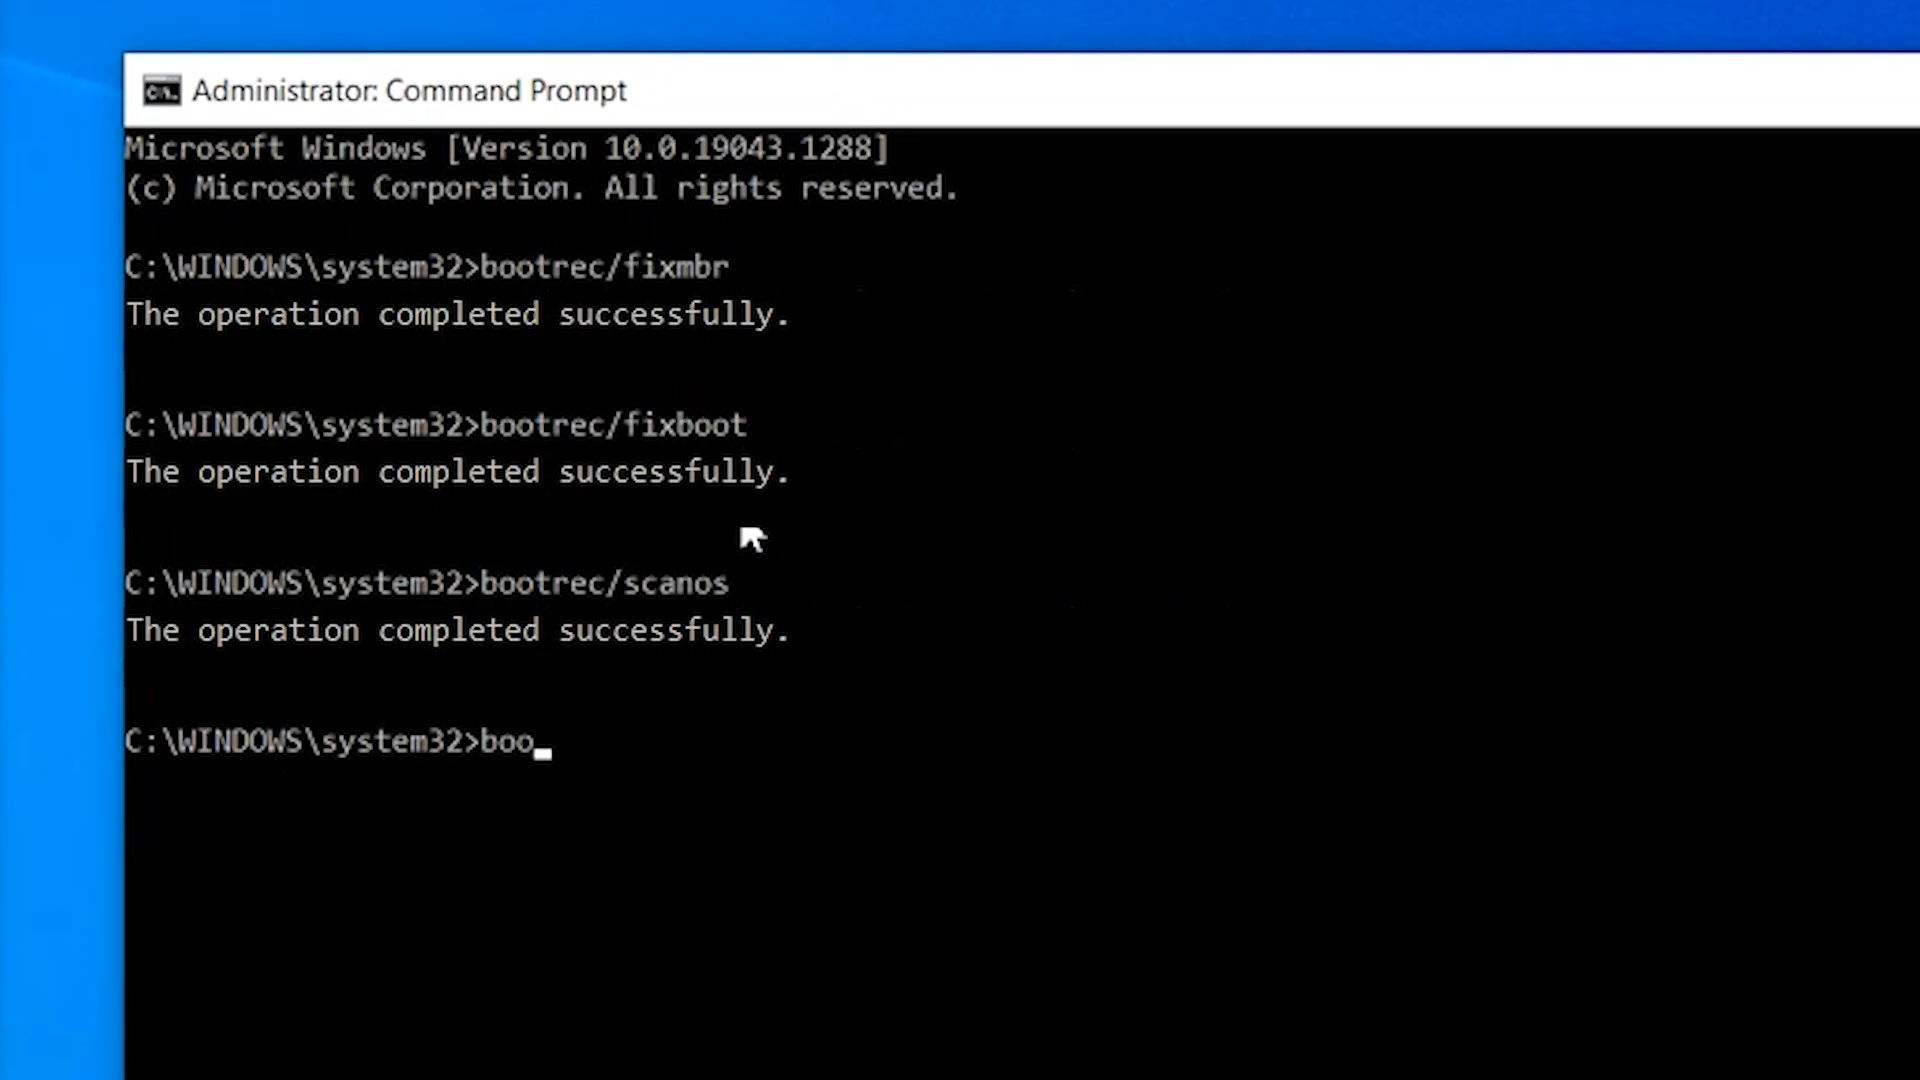 Administrator: Command Prompt
Microsoft Windows [Version 10.0.19043.1288]
(c) Microsoft Corporation. All rights reserved.
C:\WINDOWS\system32>bootrec/fixmbr
The operation completed successfully.
C:\WINDOWS\system32>bootrec/fixboot
The operation completed successfully.
C:\WINDOWS\system32>bootrec/scanos
The operation completed successfully.
C:\WINDOWS\system32>boo